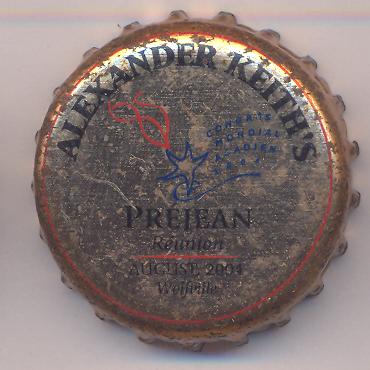 ALEXANDER KEITH'S
CONGRÈS
MONDIAL
ACADIEN
2004
PREJEAN
Reunion
AUGUST, 2004
Wolfville